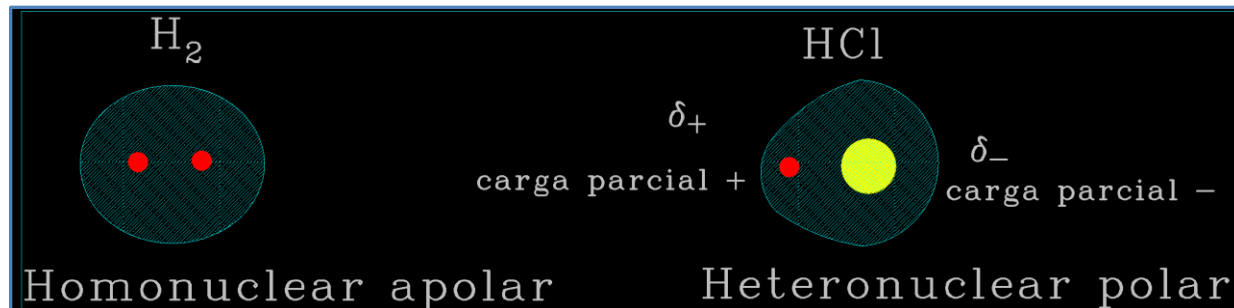 H₂
Homonuclear apolar
HCl
δ+
carga parcial +
δ−
carga parcial −
Heteronuclear polar